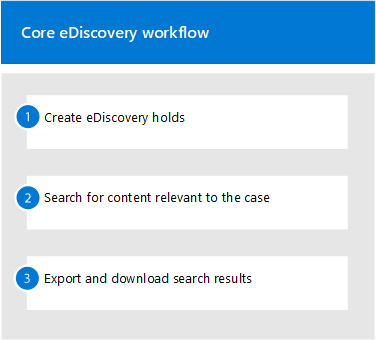 Core eDiscovery workflow
1 Create eDiscovery holds
2 Search for content relevant to the case
3 Export and download search results